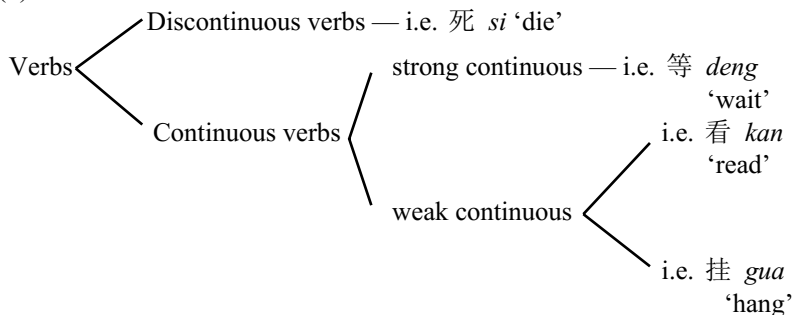 Discontinuous verbs — i.e. 死 si ‘die’
Verbs
strong continuous — i.e. 等 deng
‘wait’
Continuous verbs
i.e. 看 kan
‘read’
weak continuous
i.e. 挂 gua
‘hang’